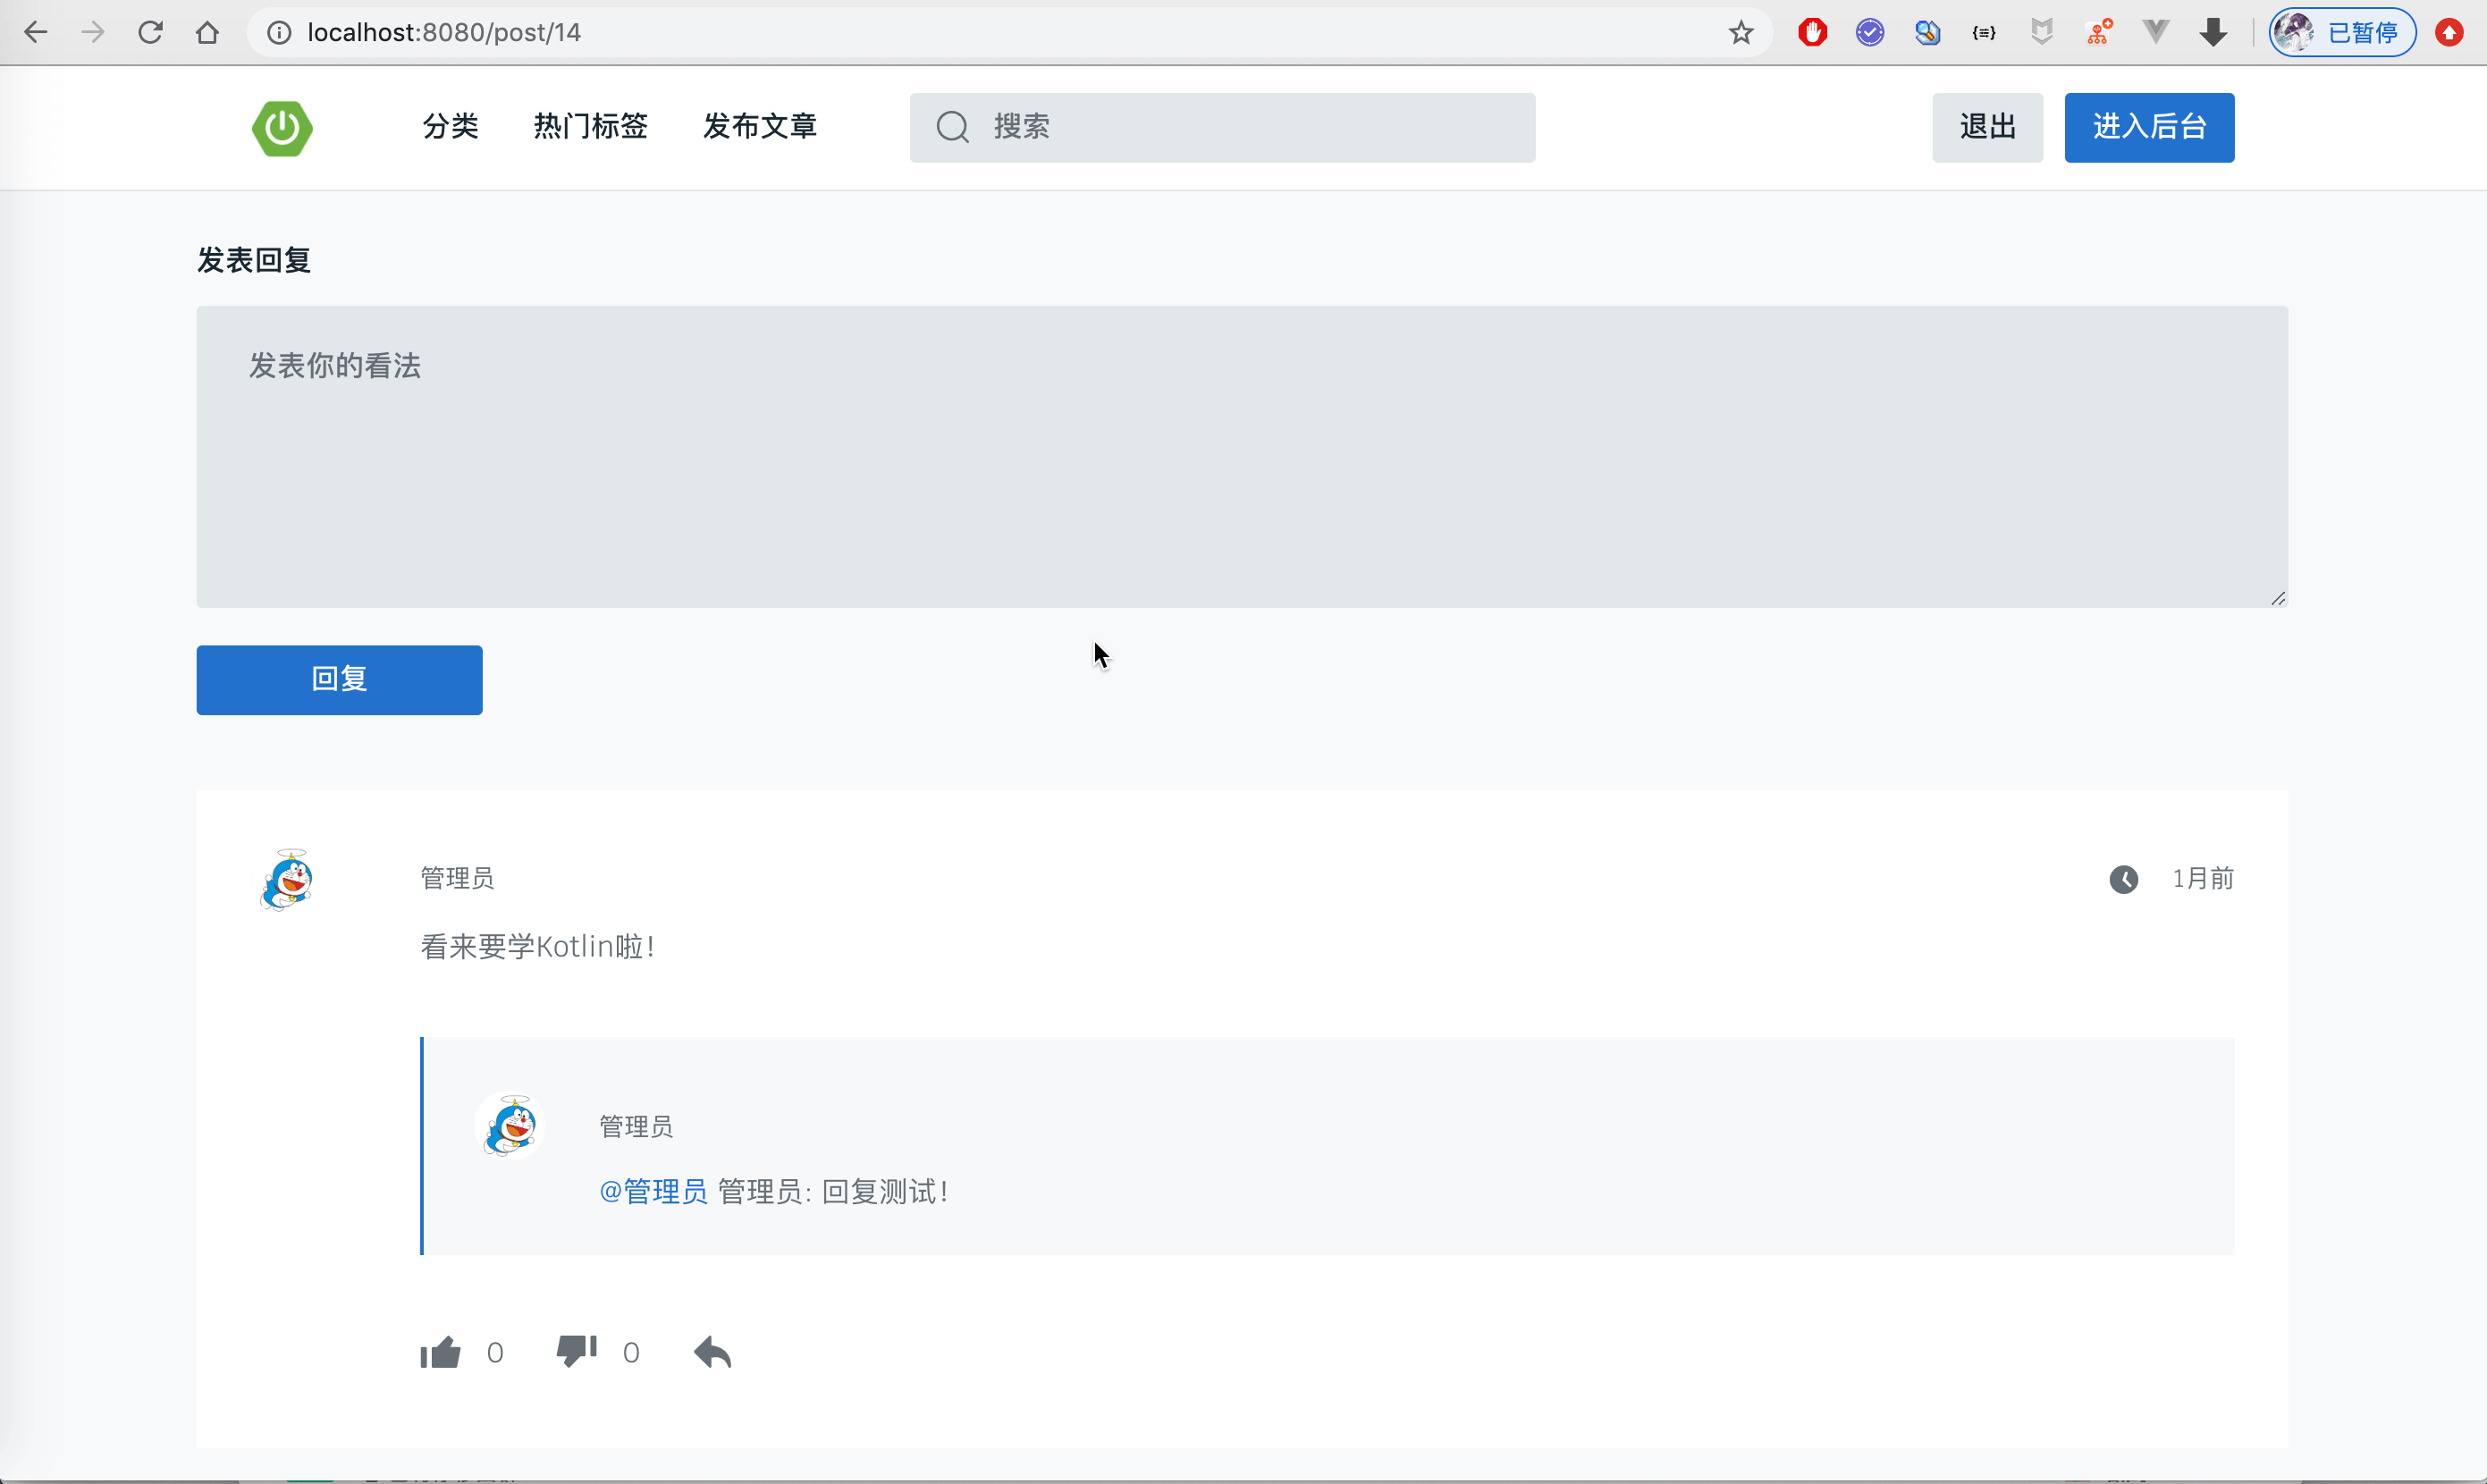 localhost:8080/post/14
已暂停
分类 热门标签 发布文章 搜索 退出 进入后台
发表回复
发表你的看法
回复
管理员 1月前
看来要学Kotlin啦！
管理员
@管理员 管理员: 回复测试！
0 0